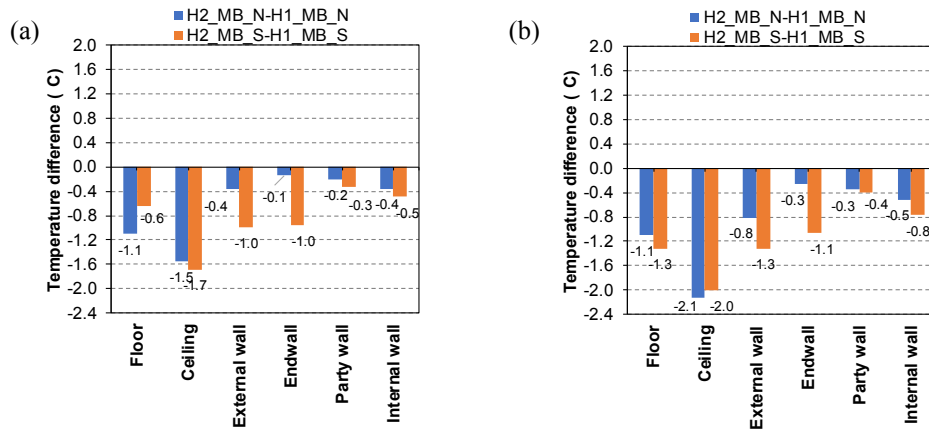 (a)
H2_MB_N-H1_MB_N
H2_MB_S-H1_MB_S
Temperature difference ( C)
2.0
1.6
1.2
0.8
0.4
0.0
-0.4
-0.8
-1.2
-1.6
-2.0
-2.4
-1.1
-0.6
-1.5
-1.7
-0.4
-1.0
-0.1
-1.0
-0.2
-0.3
-0.4
-0.5
Floor
Ceiling
External wall
Endwall
Party wall
Internal wall
(b)
H2_MB_N-H1_MB_N
H2_MB_S-H1_MB_S
Temperature difference ( C)
2.0
1.6
1.2
0.8
0.4
0.0
-0.4
-0.8
-1.2
-1.6
-2.0
-2.4
-1.1
-1.3
-2.1
-2.0
-0.8
-1.3
-0.3
-1.1
-0.3
-0.4
-0.5
-0.8
Floor
Ceiling
External wall
Endwall
Party wall
Internal wall